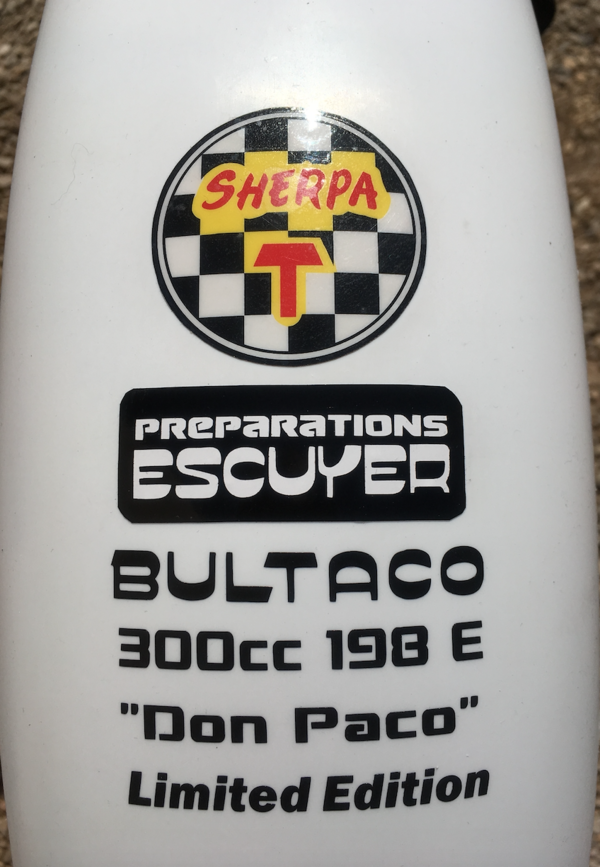 SHERPA
T
PREPARATIONS
ESCUYER
BULTACO
300cc 198 E
"Don Paco"
Limited Edition